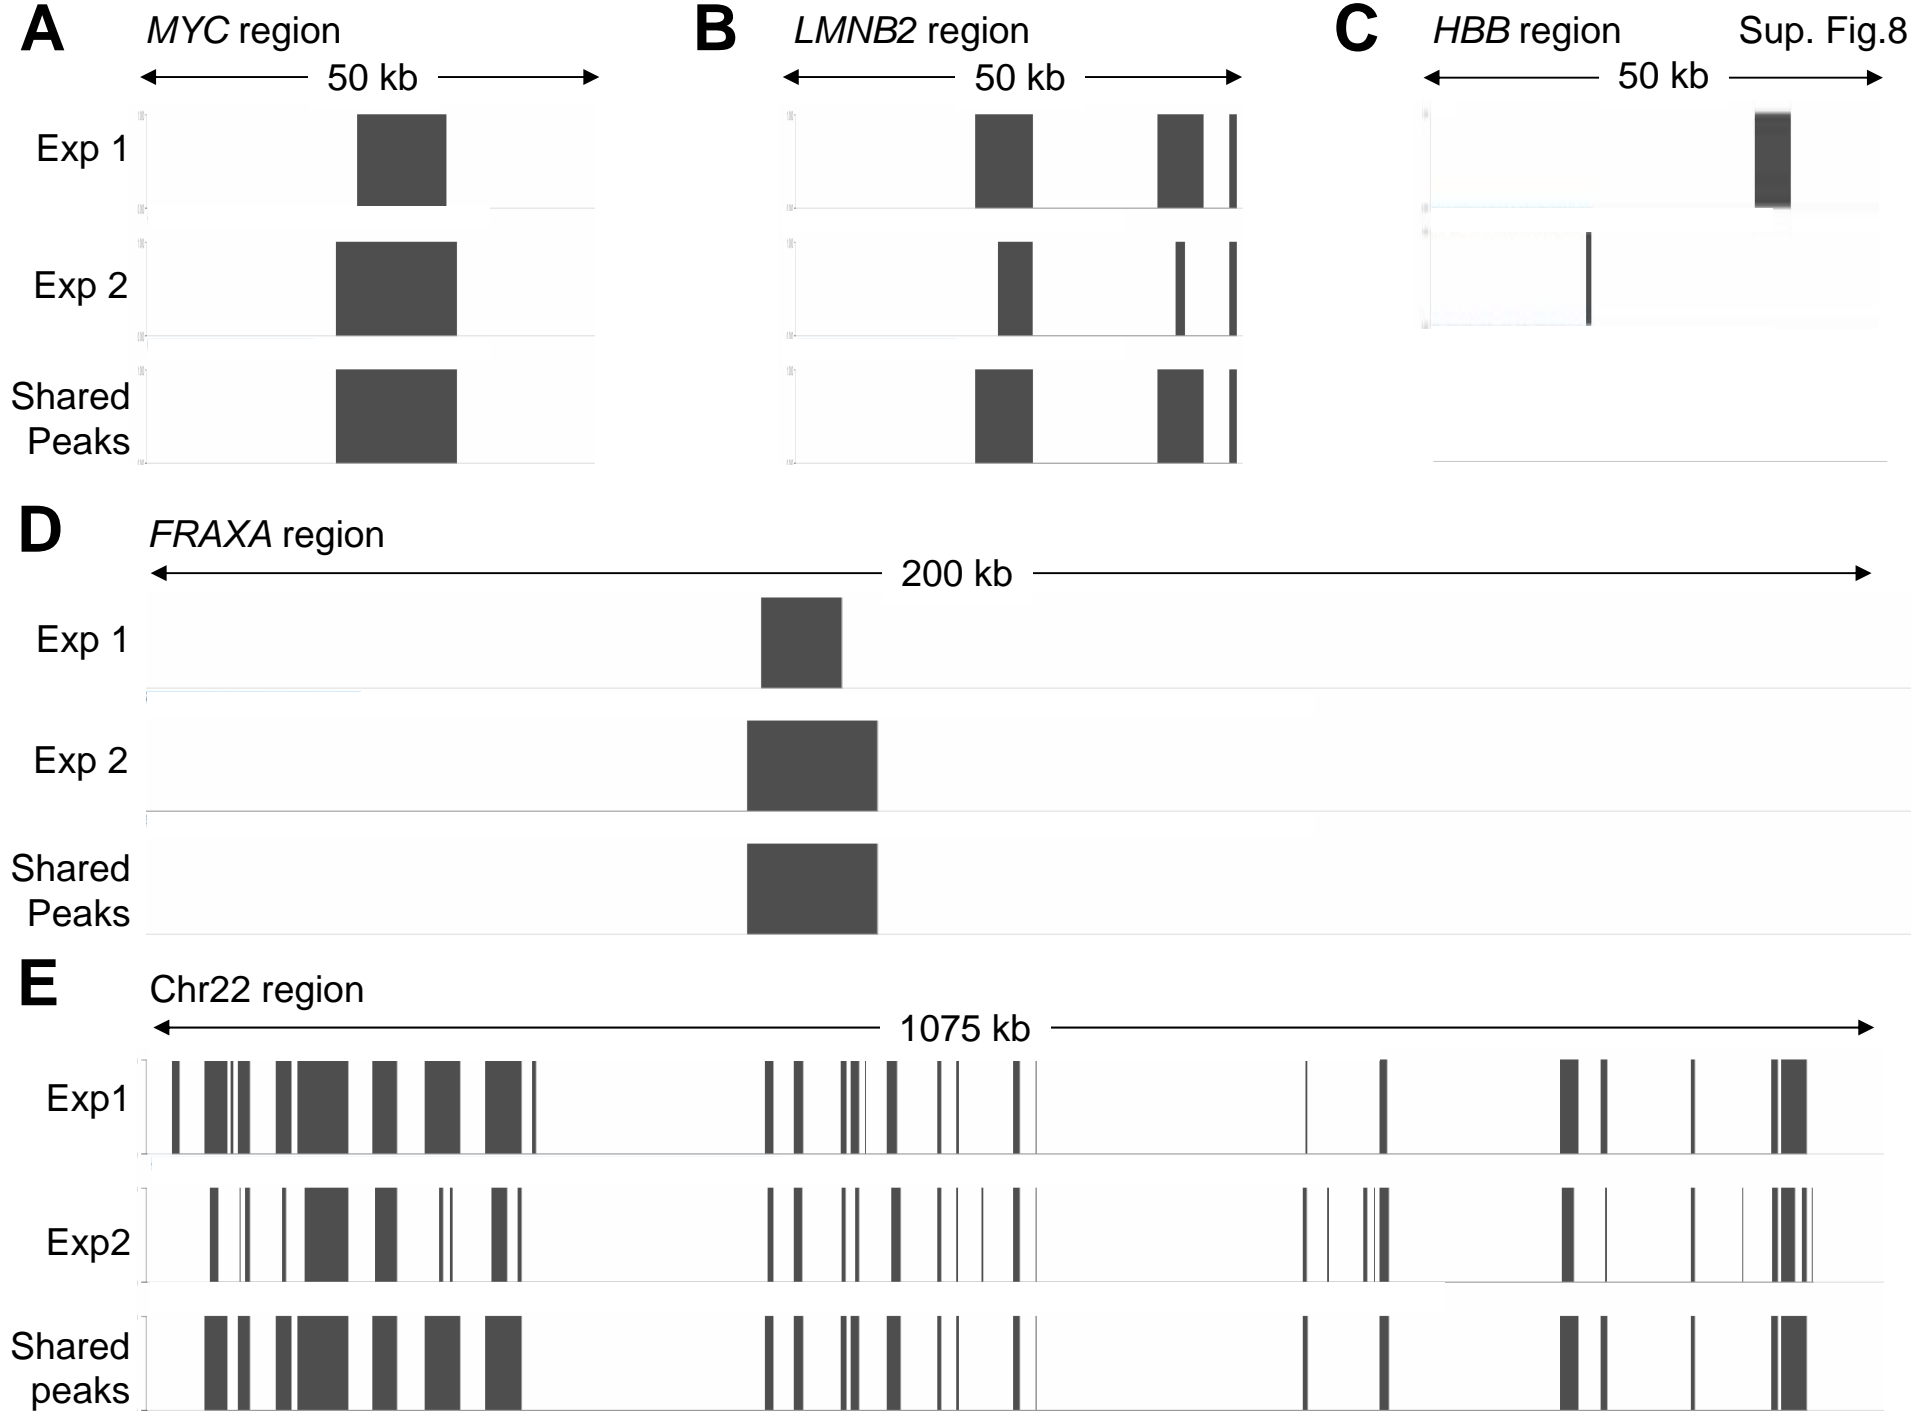 A MYC region
B LMNB2 region
C HBB region Sup. Fig.8
50 kb
50 kb
50 kb
Exp 1
Exp 2
Shared
Peaks
D FRAXA region
200 kb
Exp 1
Exp 2
Shared
Peaks
E Chr22 region
1075 kb
Exp1
Exp2
Shared
peaks